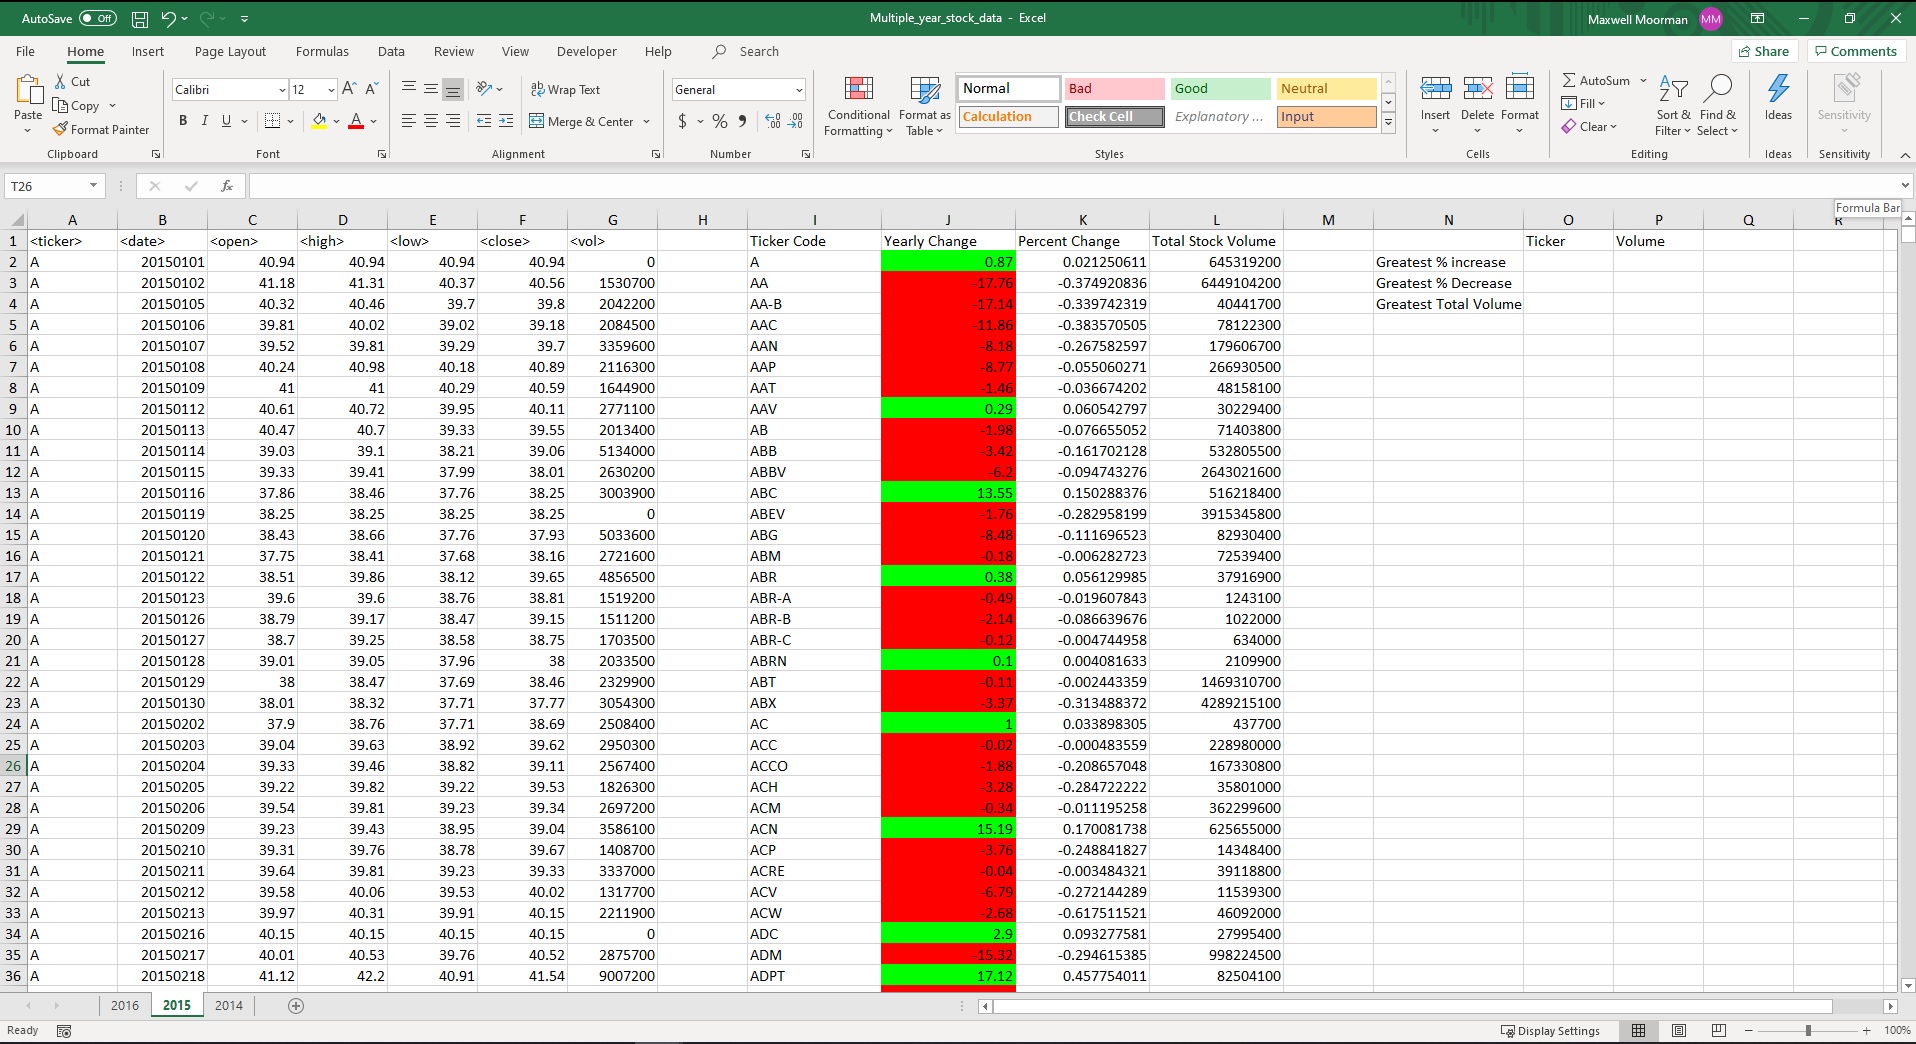 AutoSave Off Multiple_year_stock_data - Excel Maxwell Moorman MM
File Home Insert Page Layout Formulas Data Review View Developer Help Search Share Comments
Paste Cut Copy Format Painter Clipboard
Calibri 12 A A B I U A Font
ab Wrap Text Merge & Center Alignment
General $ % Number
Conditional Formatting Format as Table Normal Bad Good Neutral Calculation Check Cell Explanatory ... Input Styles
Insert Delete Format Cells
AutoSum Fill Clear Sort & Filter Find & Select Editing
Ideas Ideas
Sensitivity Sensitivity
T26 fx
Formula Bar
A B C D E F G H I J K L M N O P Q R
1 <ticker> <date> <open> <high> <low> <close> <vol> Ticker Code Yearly Change Percent Change Total Stock Volume Ticker Volume
2 A 20150101 40.94 40.94 40.94 40.94 0 A 0.87 0.021250611 645319200 Greatest % increase
3 A 20150102 41.18 41.31 40.37 40.56 1530700 AA -17.76 -0.374920836 6449104200 Greatest % Decrease
4 A 20150105 40.32 40.46 39.7 39.8 2042200 AA-B -17.14 -0.339742319 40441700 Greatest Total Volume
5 A 20150106 39.81 40.02 39.02 39.18 2084500 AAC -11.86 -0.383570505 78122300
6 A 20150107 39.52 39.81 39.29 39.7 3359600 AAN -8.18 -0.267582597 179606700
7 A 20150108 40.24 40.98 40.18 40.89 2116300 AAP -8.77 -0.055060271 266930500
8 A 20150109 41 41 40.29 40.59 1644900 AAT -1.46 -0.036674202 48158100
9 A 20150112 40.61 40.72 39.95 40.11 2771100 AAV 0.29 0.060542797 30229400
10 A 20150113 40.47 40.7 39.33 39.55 2013400 AB -1.98 -0.076655052 71403800
11 A 20150114 39.03 39.1 38.21 39.06 5134000 ABB -3.42 -0.161702128 532805500
12 A 20150115 39.33 39.41 37.99 38.01 2630200 ABBV -6.2 -0.094743276 2643021600
13 A 20150116 37.86 38.46 37.76 38.25 3003900 ABC 13.55 0.150288376 516218400
14 A 20150119 38.25 38.25 38.25 38.25 0 ABEV -1.76 -0.282958199 3915345800
15 A 20150120 38.43 38.66 37.76 37.93 5033600 ABG -8.48 -0.111696523 82930400
16 A 20150121 37.75 38.41 37.68 38.16 2721600 ABM -0.18 -0.006282723 72539400
17 A 20150122 38.51 39.86 38.12 39.65 4856500 ABR 0.38 0.056129985 37916900
18 A 20150123 39.6 39.6 38.76 38.81 1519200 ABR-A -0.49 -0.019607843 1243100
19 A 20150126 38.79 39.17 38.47 39.15 1511200 ABR-B -2.14 -0.086639676 1022000
20 A 20150127 38.7 39.25 38.58 38.75 1703500 ABR-C -0.12 -0.004744958 634000
21 A 20150128 39.01 39.05 37.96 38 2033500 ABRN 0.1 0.004081633 2109900
22 A 20150129 38 38.47 37.69 38.46 2329900 ABT -0.11 -0.002443359 1469310700
23 A 20150130 38.01 38.32 37.71 37.77 3054300 ABX -3.37 -0.313488372 4289215100
24 A 20150202 37.9 38.76 37.71 38.69 2508400 AC 1 0.033898305 437700
25 A 20150203 39.04 39.63 38.92 39.62 2950300 ACC -0.02 -0.000483559 228980000
26 A 20150204 39.33 39.46 38.82 39.11 2567400 ACCO -1.88 -0.208657048 167330800
27 A 20150205 39.22 39.82 39.22 39.53 1826300 ACH -3.28 -0.284722222 35801000
28 A 20150206 39.54 39.81 39.23 39.34 2697200 ACM -0.34 -0.011195258 362299600
29 A 20150209 39.23 39.43 38.95 39.04 3586100 ACN 15.19 0.170081738 625655000
30 A 20150210 39.31 39.76 38.78 39.67 1408700 ACP -3.76 -0.248841827 14348400
31 A 20150211 39.64 39.81 39.23 39.33 3337000 ACRE -0.04 -0.003484321 39118800
32 A 20150212 39.58 40.06 39.53 40.02 1317700 ACV -6.79 -0.272144289 11539300
33 A 20150213 39.97 40.31 39.91 40.15 2211900 ACW -2.68 -0.617511521 46092000
34 A 20150216 40.15 40.15 40.15 40.15 0 ADC 2.9 0.093277581 27995400
35 A 20150217 40.01 40.53 39.76 40.52 2875700 ADM -15.32 -0.294615385 998224500
36 A 20150218 41.12 42.2 40.91 41.54 9007200 ADPT 17.12 0.457754011 82504100
2016 2015 2014
Ready Display Settings 100%